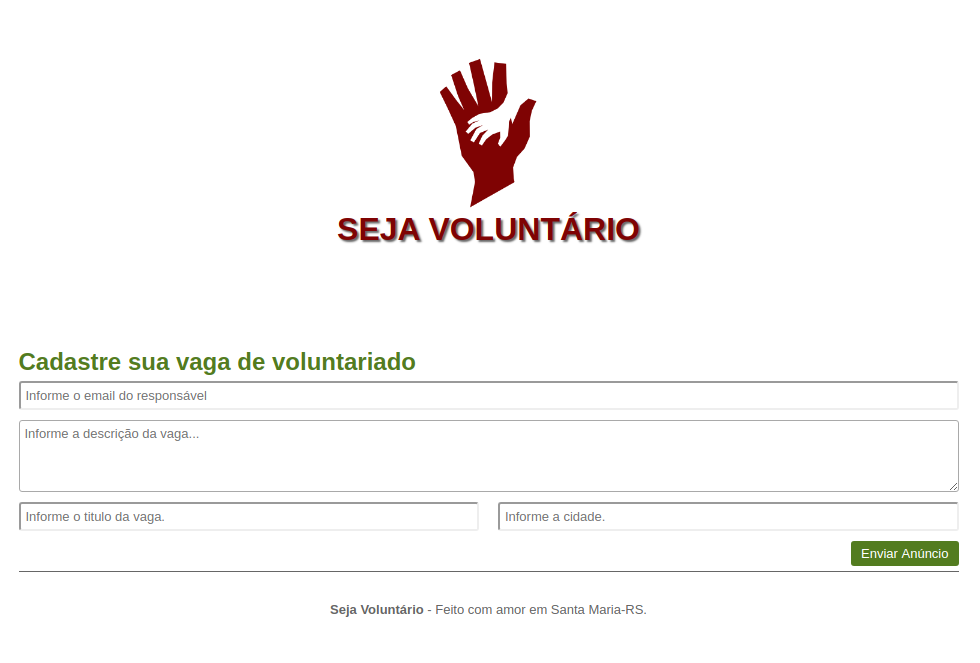 SEJA VOLUNTÁRIO
Cadastre sua vaga de voluntariado
Informe o email do responsável
Informe a descrição da vaga...
Informe o titulo da vaga.
Informe a cidade.
Enviar Anúncio
Seja Voluntário - Feito com amor em Santa Maria-RS.